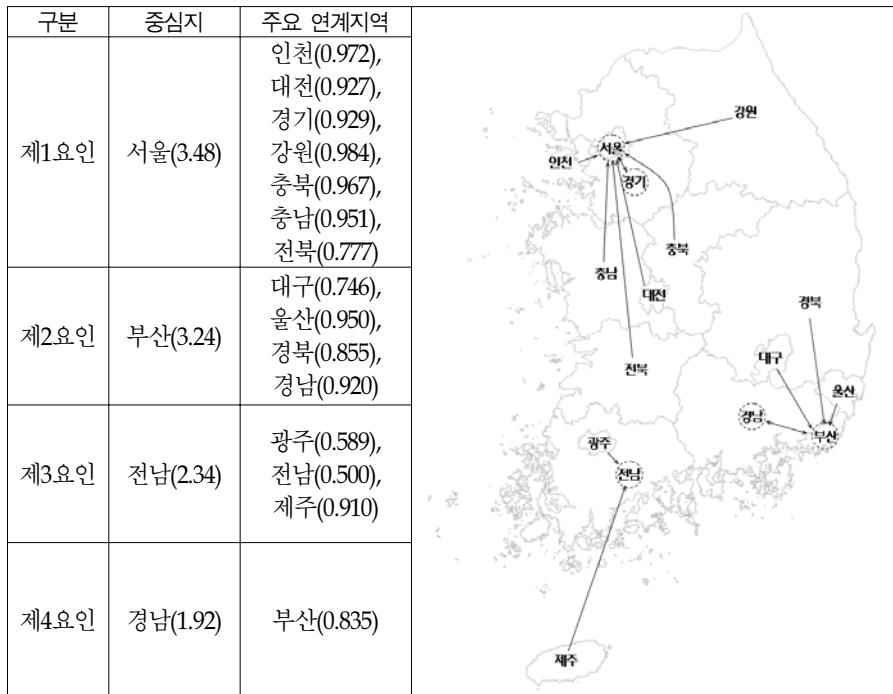 구분 중심지 주요 연계지역
제1요인 서울(3.48) 인천(0.972),
대전(0.927),
경기(0.929),
강원(0.984),
충북(0.967),
충남(0.951),
전북(0.777)
제2요인 부산(3.24) 대구(0.746),
울산(0.950),
경북(0.855),
경남(0.920)
제3요인 전남(2.34) 광주(0.589),
전남(0.500),
제주(0.910)
제4요인 경남(1.92) 부산(0.835)
강원
서울
인천
경기
충북
충남
대전
경북
전북
대구
울산
경남
부산
광주
전남
제주